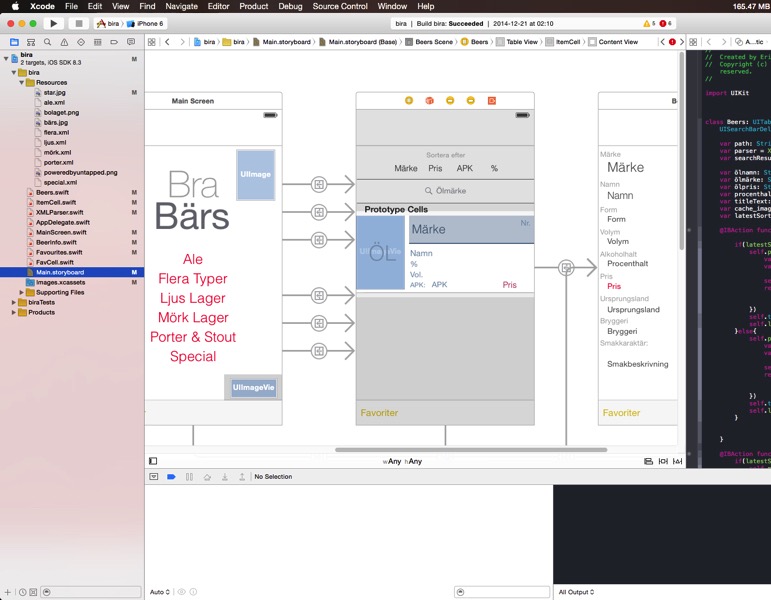 Xcode File Edit View Find Navigate Editor Product Debug Source Control Window Help 165.47 MB
bira iPhone 6 bira | Build bira: Succeeded | 2014-12-21 at 02:10 5 6
bira bira Main.storyboard Main.storyboard (Base) Beers Scene Beers Table View ItemCell Content View
bira M
2 targets, iOS SDK 8.3
bira
Resources
star.jpg M
ale.xml
bolaget.png
bärs.jpg
flera.xml
ljus.xml
mörk.xml
porter.xml
poweredbyuntapped.png
special.xml
Beers.swift M
ItemCell.swift M
XMLParser.swift M
AppDelegate.swift
MainScreen.swift M
BeerInfo.swift M
Favourites.swift M
FavCell.swift
Main.storyboard M
Images.xcassets M
Supporting Files
biraTests
Products
Main Screen
UIImage
Bra
Bärs
Ale
Flera Typer
Ljus Lager
Mörk Lager
Porter & Stout
Special
UIImageVie
Sortera efter
Märke Pris APK %
Ölmärke
Prototype Cells
UIImageVie
ÖL
Märke Nr.
Namn
%
Vol.
APK: APK Pris
Favoriter
Märke
Märke
Namn
Namn
Form
Form
Volym
Volym
Alkoholhalt
Procenthalt
Pris
Pris
Ursprungsland
Ursprungsland
Bryggeri
Bryggeri
Smakkaraktär:
Smakbeskrivning
Favoriter
wAny hAny
// Created by Eri
// Copyright (c)
reserved.
//
import UIKit
class Beers: UITab
UISearchBarDel
var path: Stri
var parser = X
var searchResu
var ölnamn: St
var ölmärke: S
var ölpris: St
var procenthal
var titleText:
var cache_imag
var latestSort
@IBAction func
if(latestS
self.p
va
va
se
re
})
self.t
self.l
}else{
self.p
va
va
se
re
})
self.t
self.l
}
}
@IBAction func
if(latestS
self.p
va
No Selection
Auto
All Output